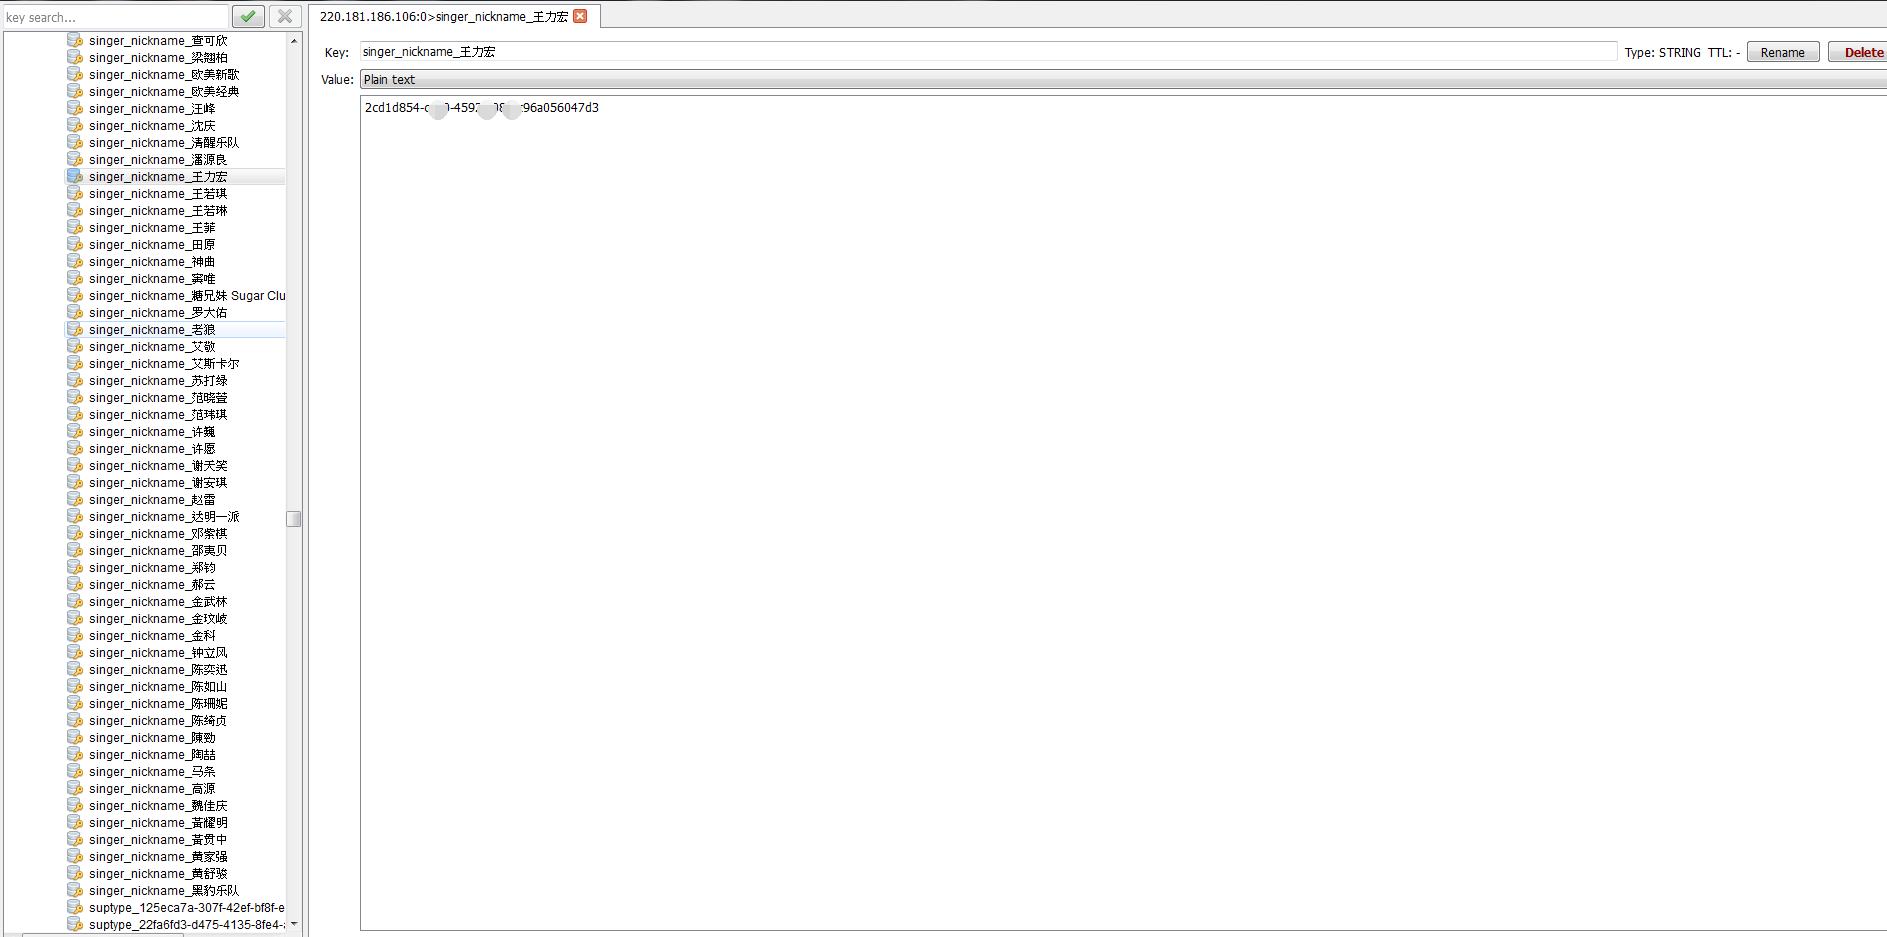 key search...
220.181.186.106:0>singer_nickname_王力宏
Key: singer_nickname_王力宏 Type: STRING TTL: - Rename Delete
Value: Plain text
2cd1d854- -459 96a056047d3
singer_nickname_查可欣
singer_nickname_梁翘柏
singer_nickname_欧美新歌
singer_nickname_欧美经典
singer_nickname_汪峰
singer_nickname_沈庆
singer_nickname_清醒乐队
singer_nickname_潘源良
singer_nickname_王力宏
singer_nickname_王若琪
singer_nickname_王若琳
singer_nickname_王菲
singer_nickname_田原
singer_nickname_神曲
singer_nickname_窦唯
singer_nickname_糖兄妹 Sugar Clu
singer_nickname_罗大佑
singer_nickname_老狼
singer_nickname_艾敬
singer_nickname_艾斯卡尔
singer_nickname_苏打绿
singer_nickname_范晓萱
singer_nickname_范玮琪
singer_nickname_许巍
singer_nickname_许愿
singer_nickname_谢天笑
singer_nickname_谢安琪
singer_nickname_赵雷
singer_nickname_达明一派
singer_nickname_邓紫棋
singer_nickname_邵夷贝
singer_nickname_郑钧
singer_nickname_郝云
singer_nickname_金武林
singer_nickname_金玟岐
singer_nickname_金科
singer_nickname_钟立风
singer_nickname_陈奕迅
singer_nickname_陈如山
singer_nickname_陈珊妮
singer_nickname_陈绮贞
singer_nickname_陳勁
singer_nickname_陶喆
singer_nickname_马条
singer_nickname_高源
singer_nickname_魏佳庆
singer_nickname_黃耀明
singer_nickname_黃贯中
singer_nickname_黄家强
singer_nickname_黄舒骏
singer_nickname_黑豹乐队
suptype_125eca7a-307f-42ef-bf8f-e
suptype_22fa6fd3-d475-4135-8fe4-